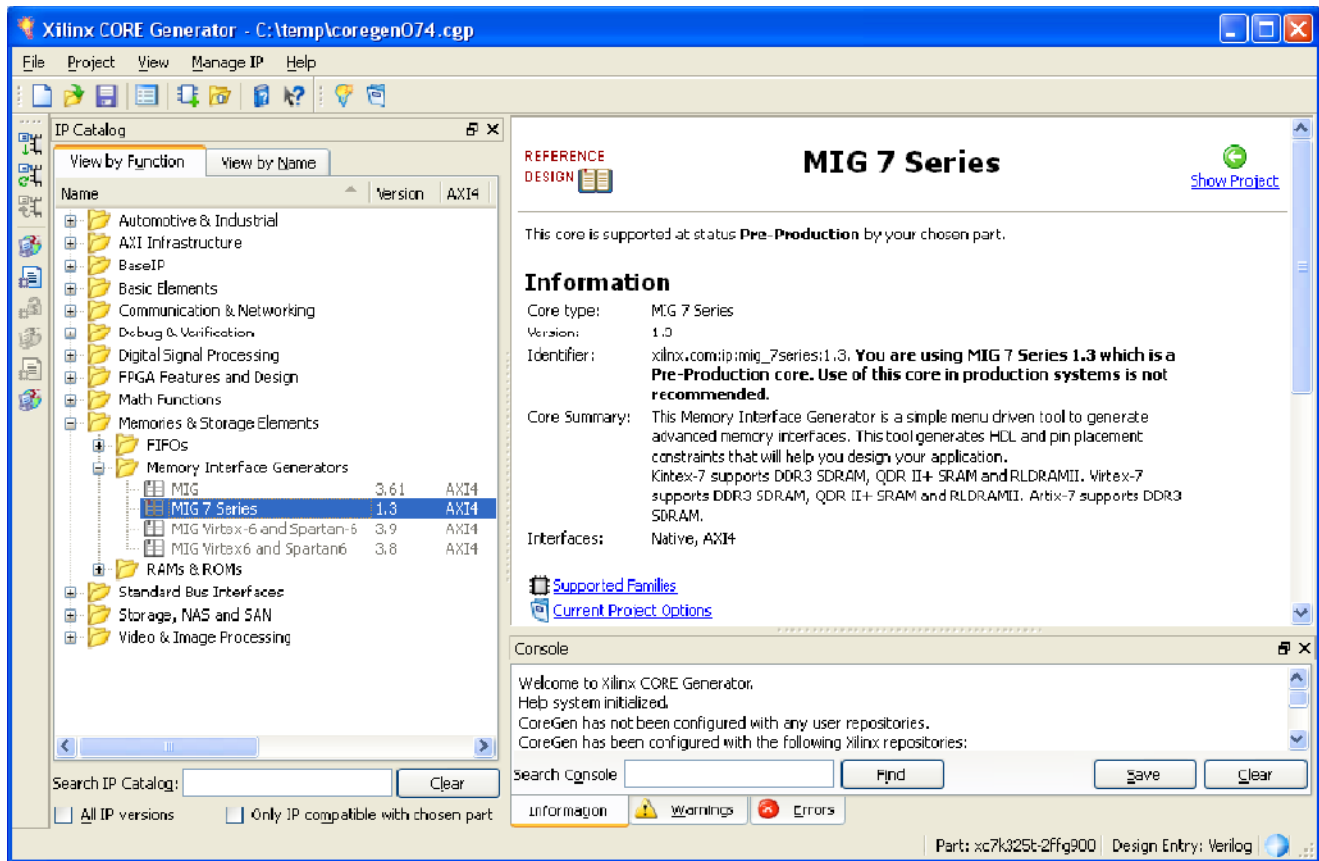 Xilinx CORE Generator - C:\temp\coregen074.cgp
File Project View Manage IP Help
IP Catalog
View by Function View by Name
Name Version AXI4
Automotive & Industrial
AXI Infrastructure
BaseIP
Basic Elements
Communication & Networking
Debug & Verification
Digital Signal Processing
FPGA Features and Design
Math Functions
Memories & Storage Elements
FIFOs
Memory Interface Generators
MIG 3.61 AXI4
MIG 7 Series 1.3 AXI4
MIG Virtex-6 and Spartan-6 3.9 AXI4
MIG Virtex6 and Spartan6 3.8 AXI4
RAMs & ROMs
Standard Bus Interfaces
Storage, NAS and SAN
Video & Image Processing
Search IP Catalog: Clear
All IP versions Only IP compatible with chosen part
REFERENCE
DESIGN
MIG 7 Series
Show Project
This core is supported at status Pre-Production by your chosen part.
Information
Core type: MIG 7 Series
Version: 1.3
Identifier: xilinx.com:ip:mig_7series:1.3. You are using MIG 7 Series 1.3 which is a
Pre-Production core. Use of this core in production systems is not
recommended.
Core Summary: This Memory Interface Generator is a simple menu driven tool to generate
advanced memory interfaces. This tool generates HDL and pin placement
constraints that will help you design your application.
Kintex-7 supports DDR3 SDRAM, QDR II+ SRAM and RLDRAMII. Virtex-7
supports DDR3 SDRAM, QDR II+ SRAM and RLDRAMII. Artix-7 supports DDR3
SDRAM.
Interfaces: Native, AXI4
Supported Families
Current Project Options
Console
Welcome to Xilinx CORE Generator.
Help system initialized.
CoreGen has not been configured with any user repositories.
CoreGen has been configured with the following Xilinx repositories:
Search Console Find Save Clear
Information Warnings Errors
Part: xc7k325t-2ffg900 Design Entry: Verilog